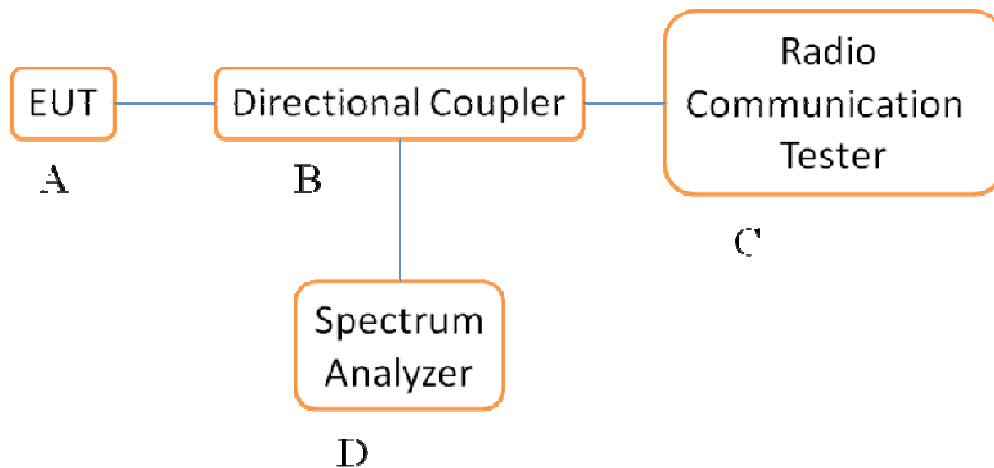 EUT
Directional Coupler
Radio
Communication
Tester
A
B
C
Spectrum
Analyzer
D